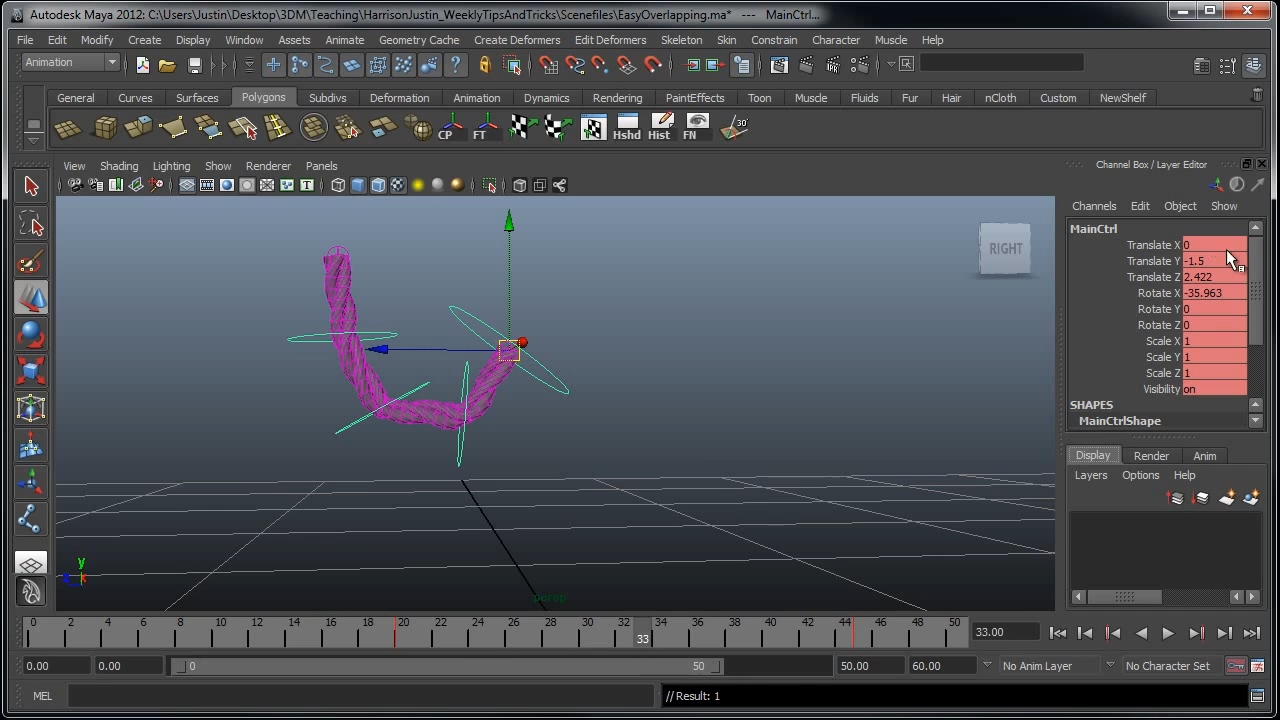 Autodesk Maya 2012: C:\Users\Justin\Desktop\3DM\Teaching\HarrisonJustin_WeeklyTipsAndTricks\Scenefiles\EasyOverlapping.ma* --- MainCtrl...
File Edit Modify Create Display Window Assets Animate Geometry Cache Create Deformers Edit Deformers Skeleton Skin Constrain Character Muscle Help
Animation
General Curves Surfaces Polygons Subdivs Deformation Animation Dynamics Rendering PaintEffects Toon Muscle Fluids Fur Hair nCloth Custom NewShelf
CP FT Hshd Hist FN 30°
View Shading Lighting Show Renderer Panels
Channel Box / Layer Editor
Channels Edit Object Show
MainCtrl
Translate X 0
Translate Y -1.5
Translate Z 2.422
Rotate X -35.963
Rotate Y 0
Rotate Z 0
Scale X 1
Scale Y 1
Scale Z 1
Visibility on
SHAPES
MainCtrlShape
RIGHT
Display Render Anim
Layers Options Help
y
persp
0 2 4 6 8 10 12 14 16 18 20 22 24 26 28 30 32 33 34 36 38 40 42 44 46 48 50
33.00
0.00 0.00 0 50 50.00 60.00 No Anim Layer No Character Set
MEL // Result: 1